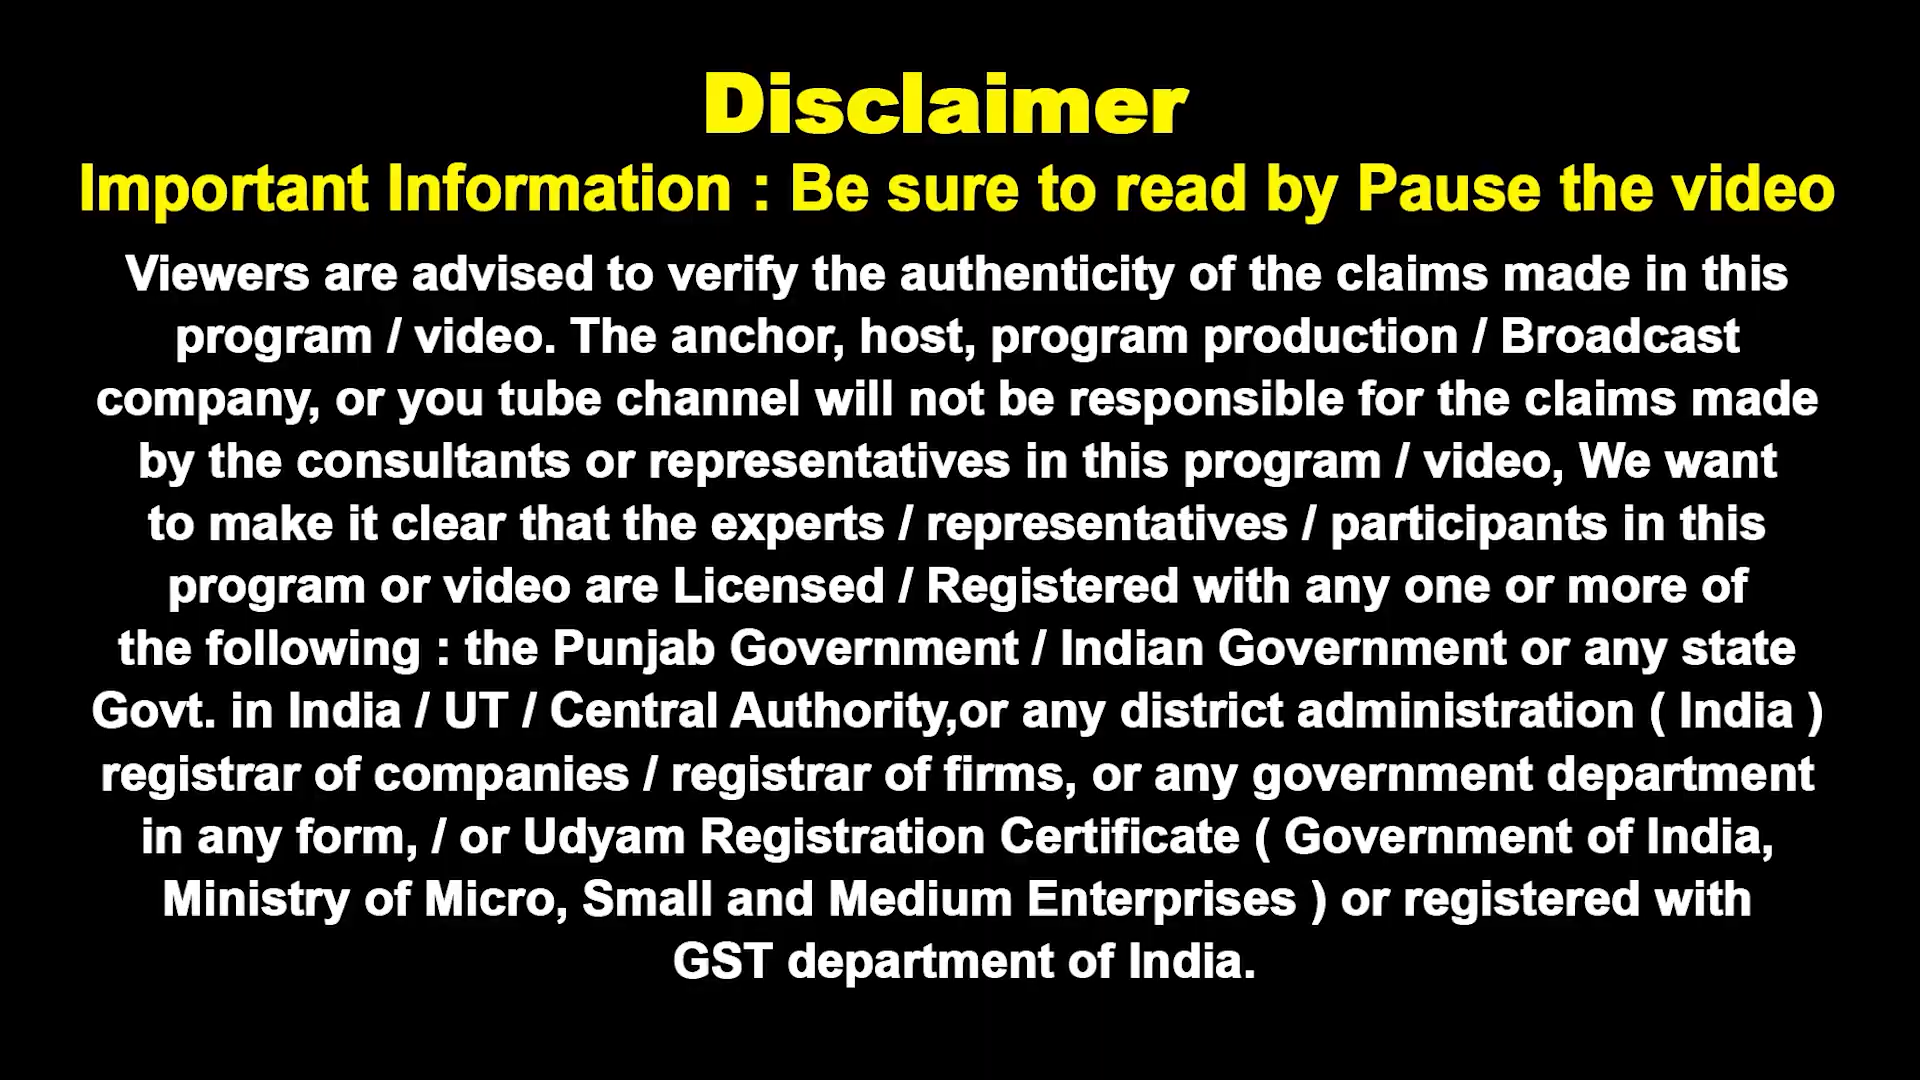 Disclaimer
Important Information : Be sure to read by Pause the video
Viewers are advised to verify the authenticity of the claims made in this
program / video. The anchor, host, program production / Broadcast
company, or you tube channel will not be responsible for the claims made
by the consultants or representatives in this program / video, We want
to make it clear that the experts / representatives / participants in this
program or video are Licensed / Registered with any one or more of
the following : the Punjab Government / Indian Government or any state
Govt. in India / UT / Central Authority,or any district administration ( India )
registrar of companies / registrar of firms, or any government department
in any form, / or Udyam Registration Certificate ( Government of India,
Ministry of Micro, Small and Medium Enterprises ) or registered with
GST department of India.